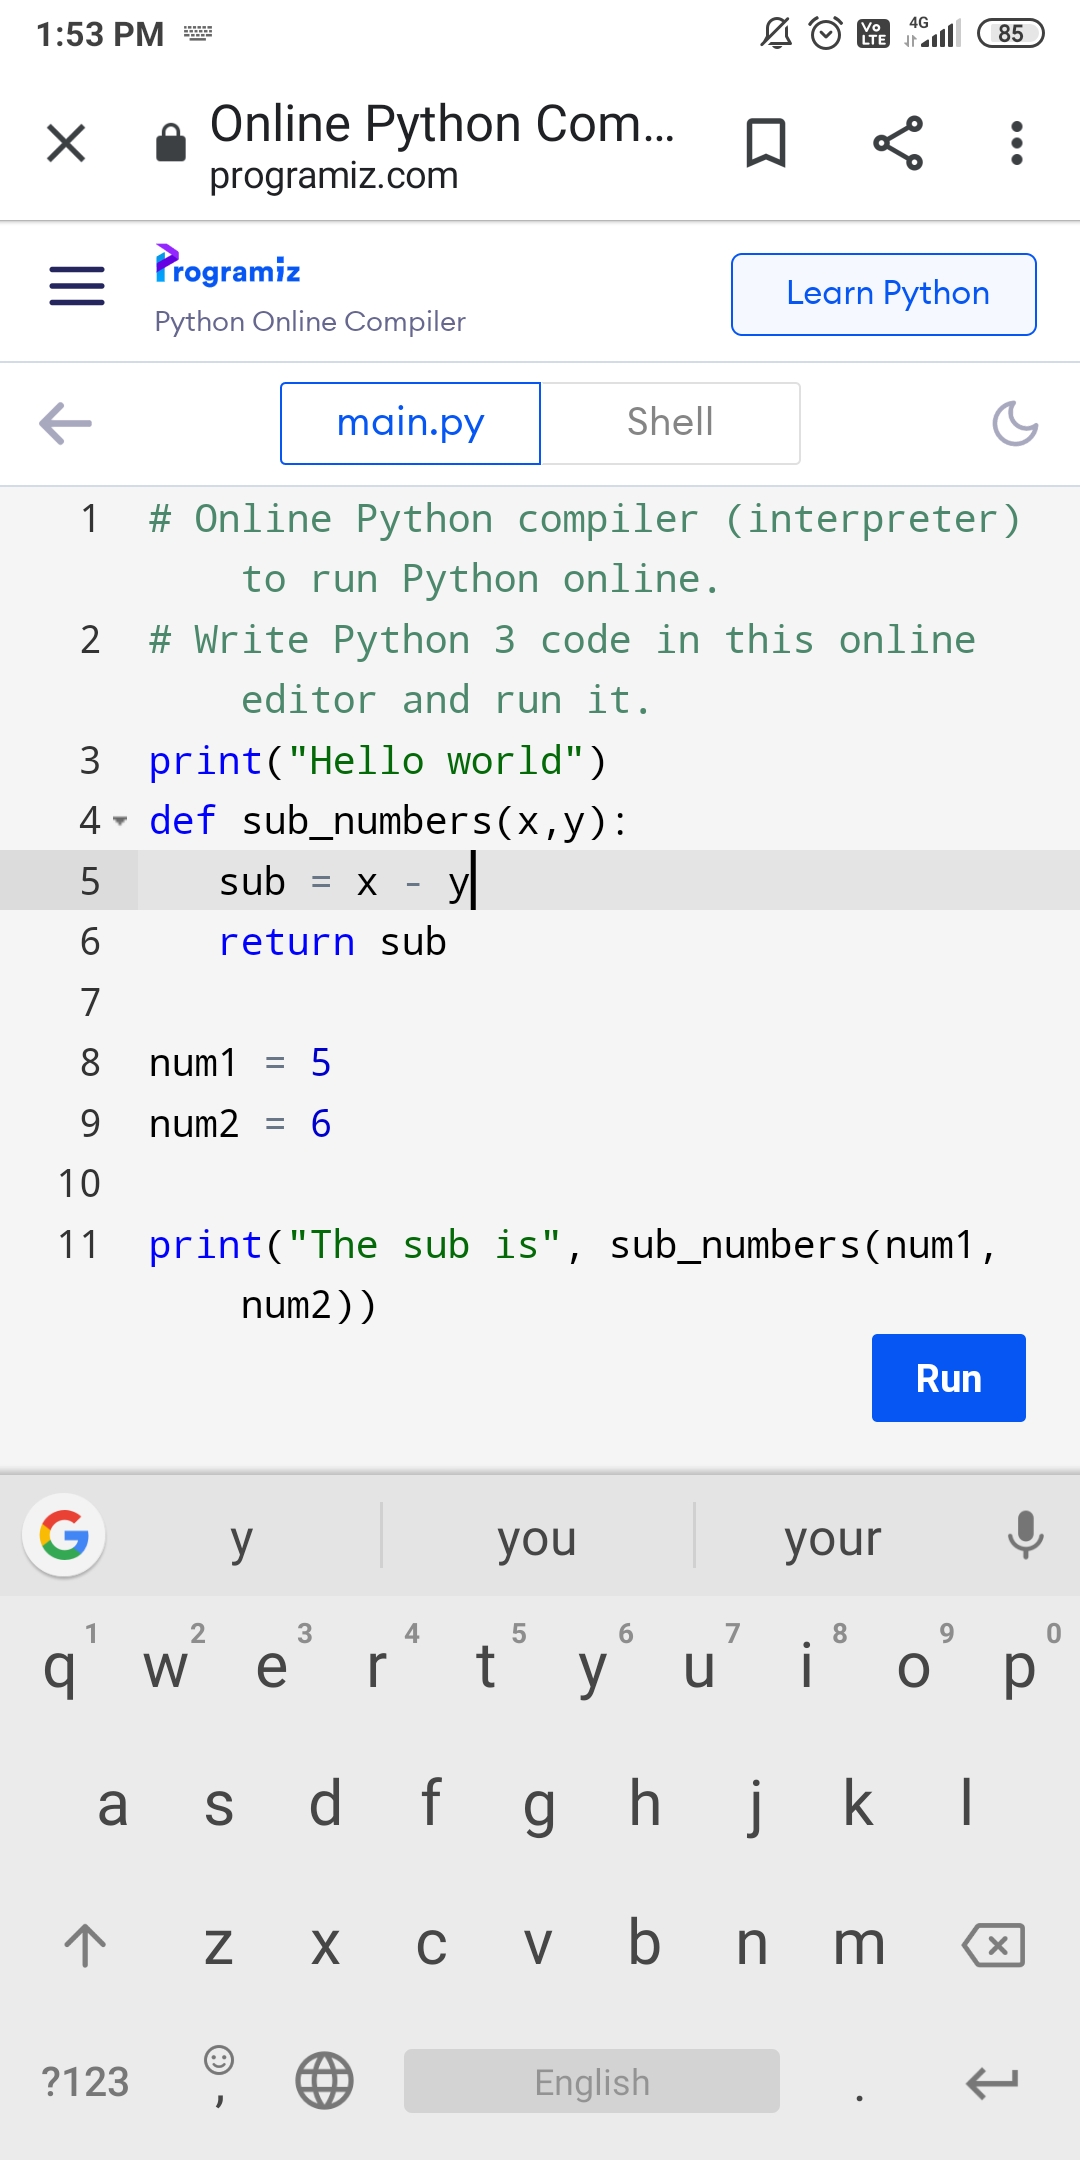 1:53 PM
Vo LTE 4G 85
Online Python Com...
programiz.com
Programiz
Python Online Compiler
Learn Python
main.py Shell
1 # Online Python compiler (interpreter)
to run Python online.
2 # Write Python 3 code in this online
editor and run it.
3 print("Hello world")
4 def sub_numbers(x,y):
5 sub = x - y
6 return sub
7
8 num1 = 5
9 num2 = 6
10
11 print("The sub is", sub_numbers(num1,
num2))
Run
G y you your
1 2 3 4 5 6 7 8 9 0
q w e r t y u i o p
a s d f g h j k l
z x c v b n m
?123 , English .